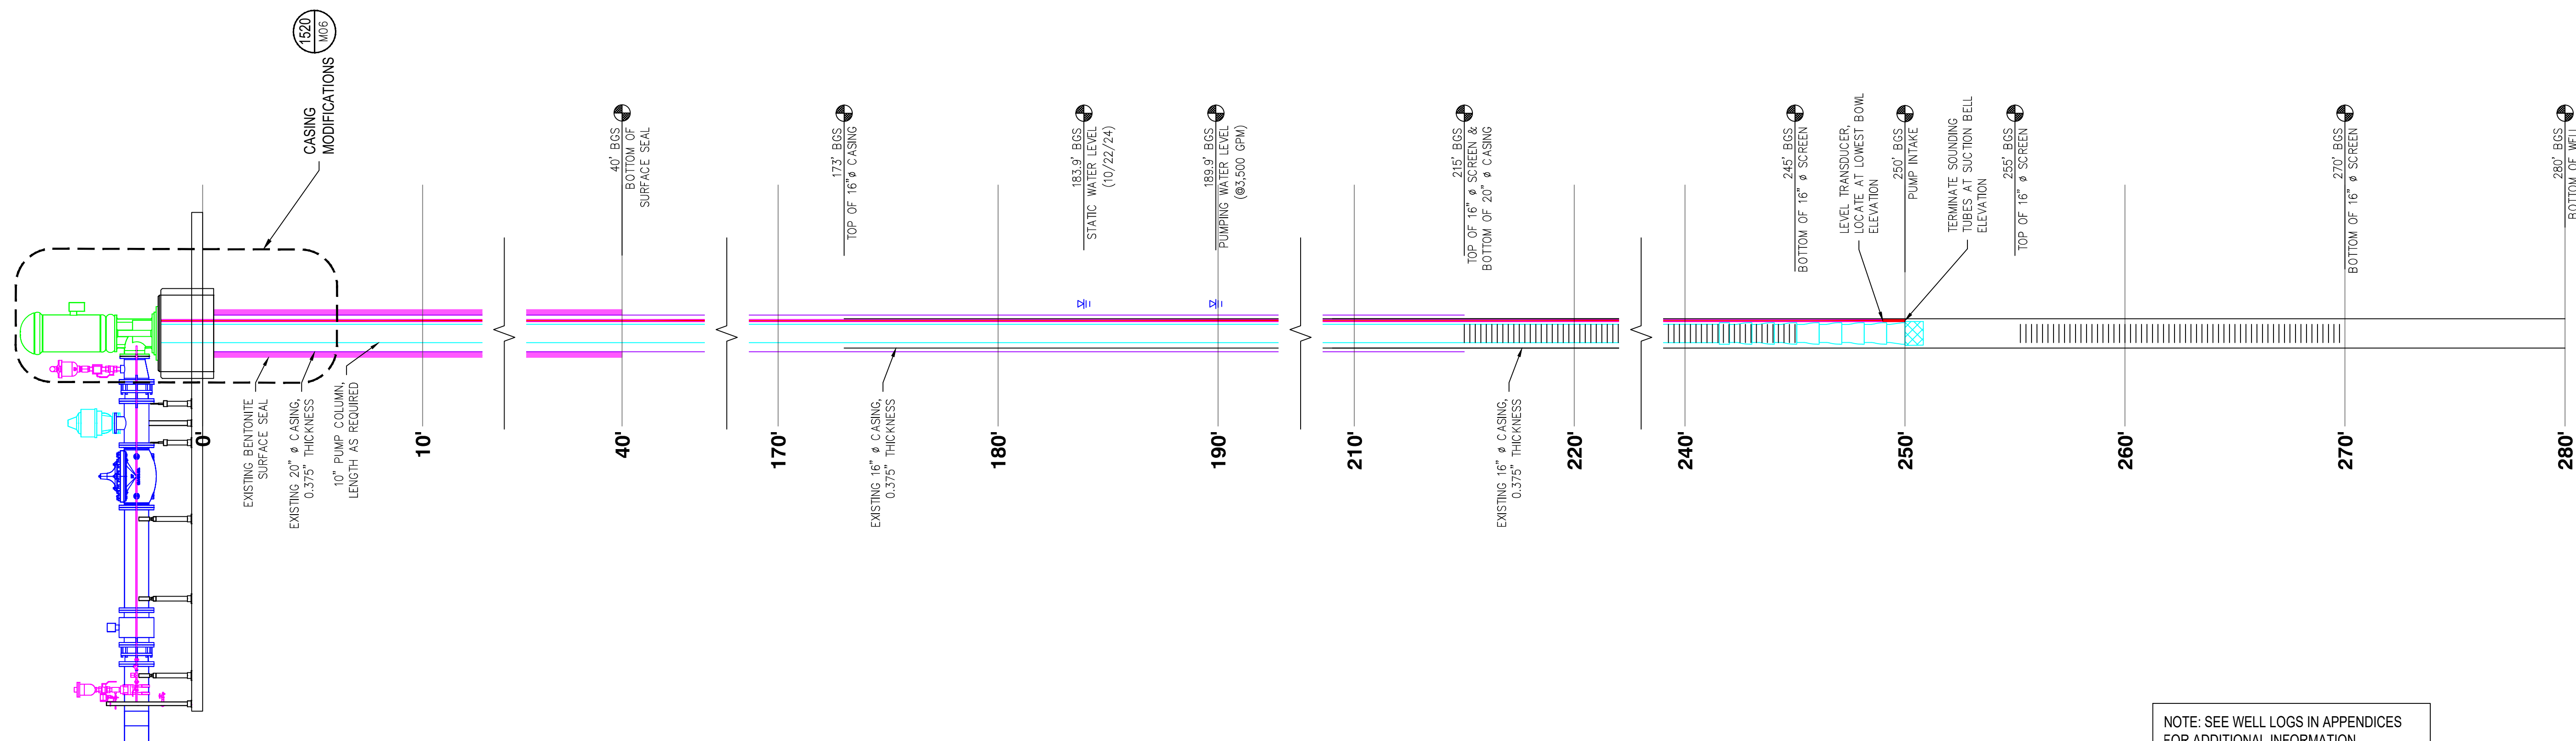 1520
M06
CASING
MODIFICATIONS
40' BGS
BOTTOM OF
SURFACE SEAL
173' BGS
TOP OF 16"ø CASING
183.9' BGS
STATIC WATER LEVEL
(10/22/24)
189.9' BGS
PUMPING WATER LEVEL
(@3,500 GPM)
215' BGS
TOP OF 16" ø SCREEN &
BOTTOM OF 20" ø CASING
245' BGS
BOTTOM OF 16" ø SCREEN
LEVEL TRANSDUCER,
LOCATE AT LOWEST BOWL
ELEVATION
250' BGS
PUMP INTAKE
TERMINATE SOUNDING
TUBES AT SUCTION BELL
ELEVATION
255' BGS
TOP OF 16" ø SCREEN
270' BGS
BOTTOM OF 16" ø SCREEN
280' BGS
BOTTOM OF WELL
0'
10'
40'
170'
180'
190'
210'
220'
240'
250'
260'
270'
280'
EXISTING BENTONITE
SURFACE SEAL
EXISTING 20" ø CASING,
0.375" THICKNESS
10" PUMP COLUMN,
LENGTH AS REQUIRED
EXISTING 16" ø CASING,
0.375" THICKNESS
EXISTING 16" ø CASING,
0.375" THICKNESS
NOTE: SEE WELL LOGS IN APPENDICES
FOR ADDITIONAL INFORMATION